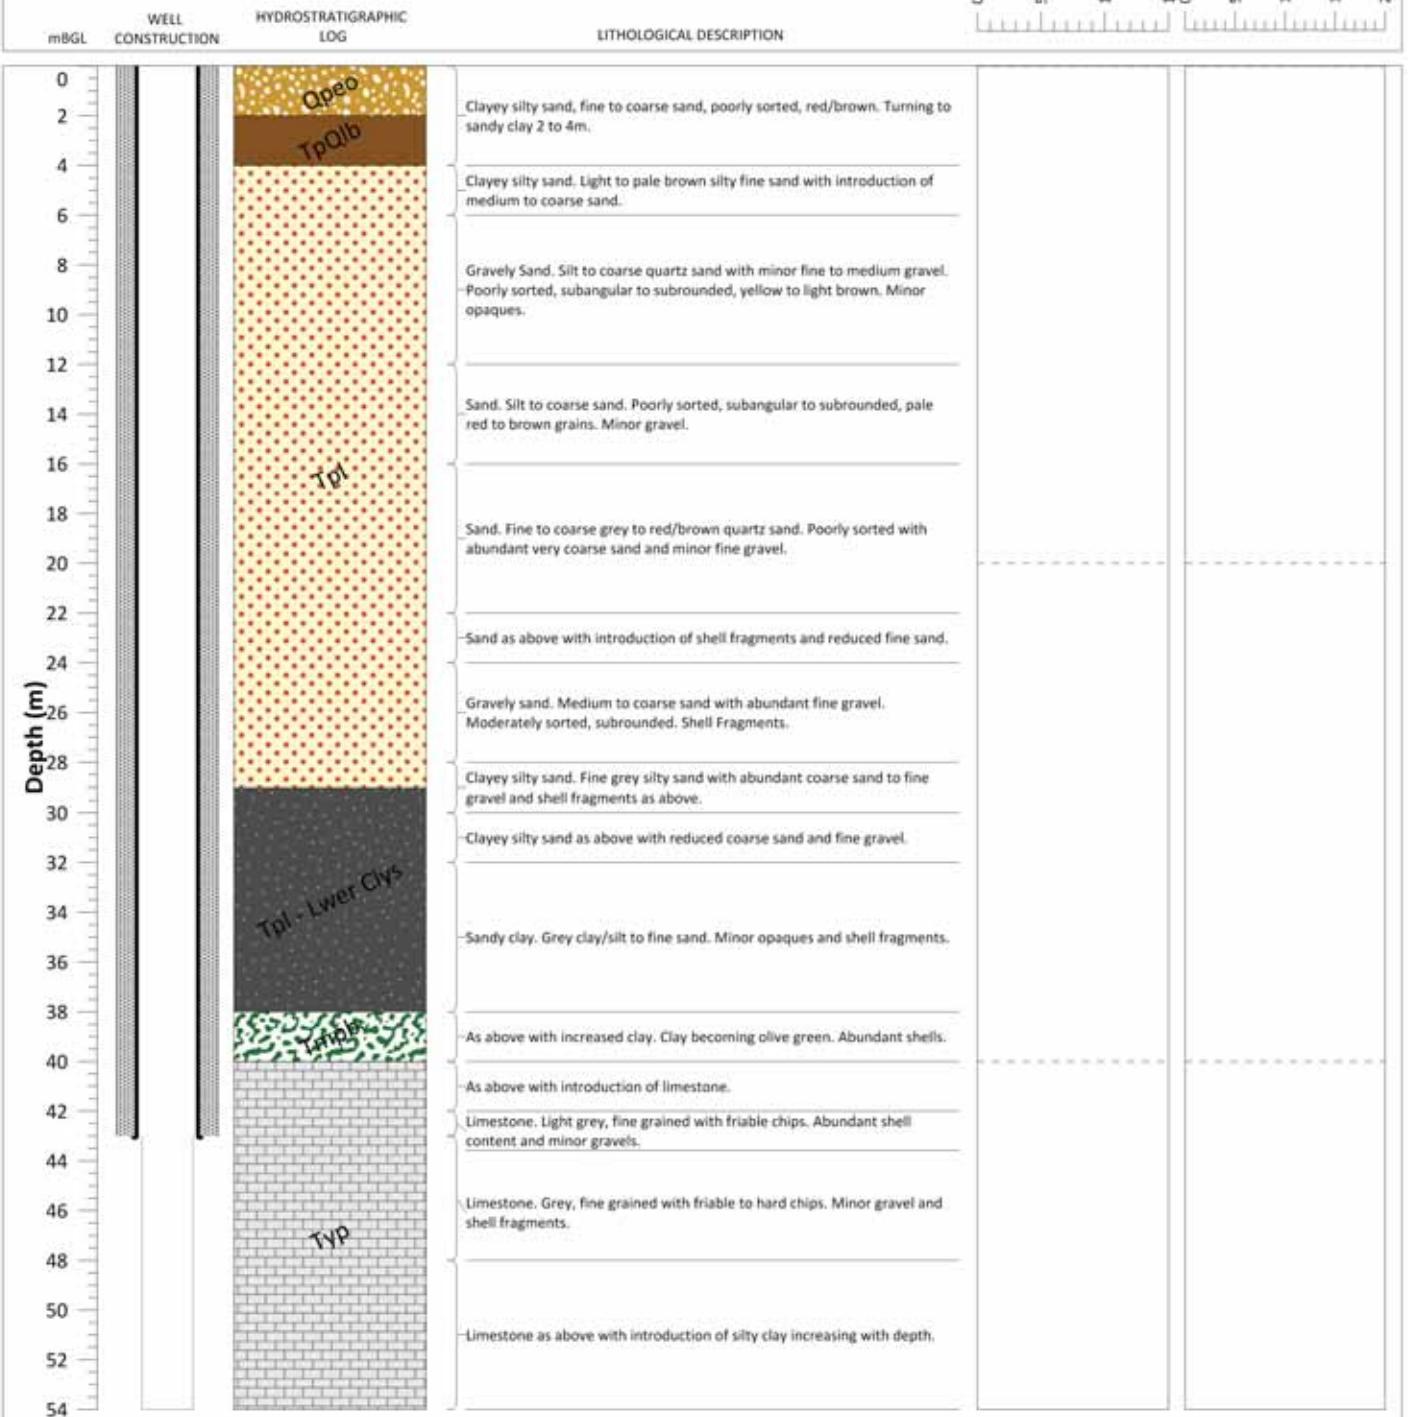 mBGL
WELL
CONSTRUCTION
HYDROSTRATIGRAPHIC
LOG
LITHOLOGICAL DESCRIPTION
Depth (m)
0
2
4
6
8
10
12
14
16
18
20
22
24
26
28
30
32
34
36
38
40
42
44
46
48
50
52
54
Qpeo
TpQlb
Tpl
Tpl - Lwer Clys
Tmpb
Typ
Clayey silty sand, fine to coarse sand, poorly sorted, red/brown. Turning to
sandy clay 2 to 4m.
Clayey silty sand. Light to pale brown silty fine sand with introduction of
medium to coarse sand.
Gravely Sand. Silt to coarse quartz sand with minor fine to medium gravel.
Poorly sorted, subangular to subrounded, yellow to light brown. Minor
opaques.
Sand. Silt to coarse sand. Poorly sorted, subangular to subrounded, pale
red to brown grains. Minor gravel.
Sand. Fine to coarse grey to red/brown quartz sand. Poorly sorted with
abundant very coarse sand and minor fine gravel.
Sand as above with introduction of shell fragments and reduced fine sand.
Gravely sand. Medium to coarse sand with abundant fine gravel.
Moderately sorted, subrounded. Shell Fragments.
Clayey silty sand. Fine grey silty sand with abundant coarse sand to fine
gravel and shell fragments as above.
Clayey silty sand as above with reduced coarse sand and fine gravel.
Sandy clay. Grey clay/silt to fine sand. Minor opaques and shell fragments.
As above with increased clay. Clay becoming olive green. Abundant shells.
As above with introduction of limestone.
Limestone. Light grey, fine grained with friable chips. Abundant shell
content and minor gravels.
Limestone. Grey, fine grained with friable to hard chips. Minor gravel and
shell fragments.
Limestone as above with introduction of silty clay increasing with depth.